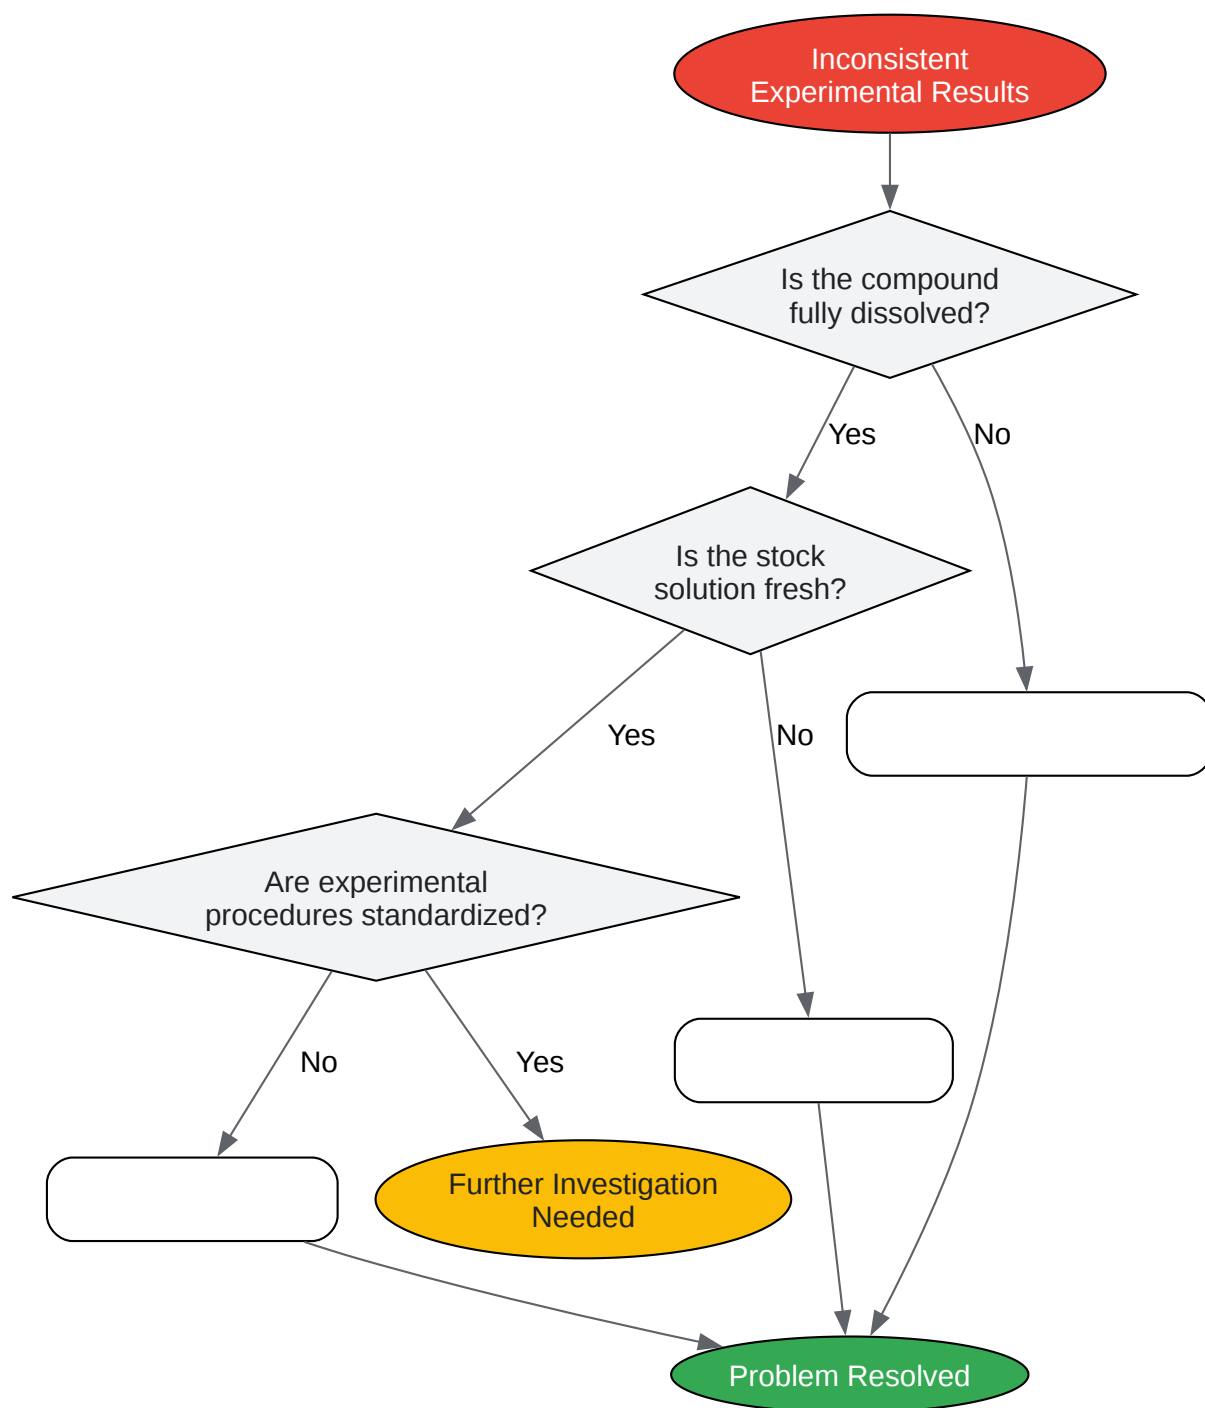 Inconsistent
Experimental Results
Is the compound
fully dissolved?
Yes
No
Is the stock
solution fresh?
Yes
No
Are experimental
procedures standardized?
No
Yes
Further Investigation
Needed
Problem Resolved